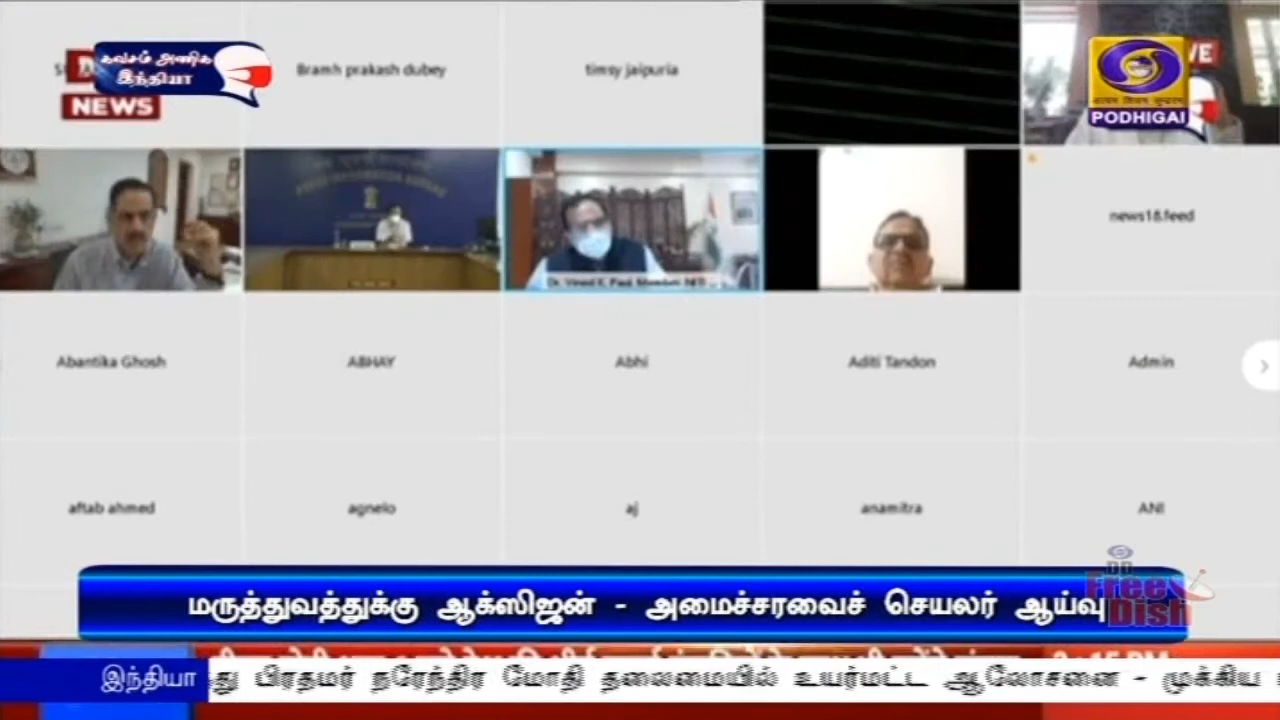 கவசம் அணிக
இந்தியா
NEWS
Bramh prakash dubey
timsy jaipuria
PODHIGAI
news18.feed
Abantika Ghosh
ABHAY
Abhi
Aditi Tandon
Admin
aftab ahmed
agnelo
aj
anamitra
ANI
DD
Free
Dish
மருத்துவத்துக்கு ஆக்ஸிஜன் - அமைச்சரவைச் செயலர் ஆய்வு
இந்தியா
து பிரதமர் நரேந்திர மோதி தலைமையில் உயர்மட்ட ஆலோசனை - முக்கிய